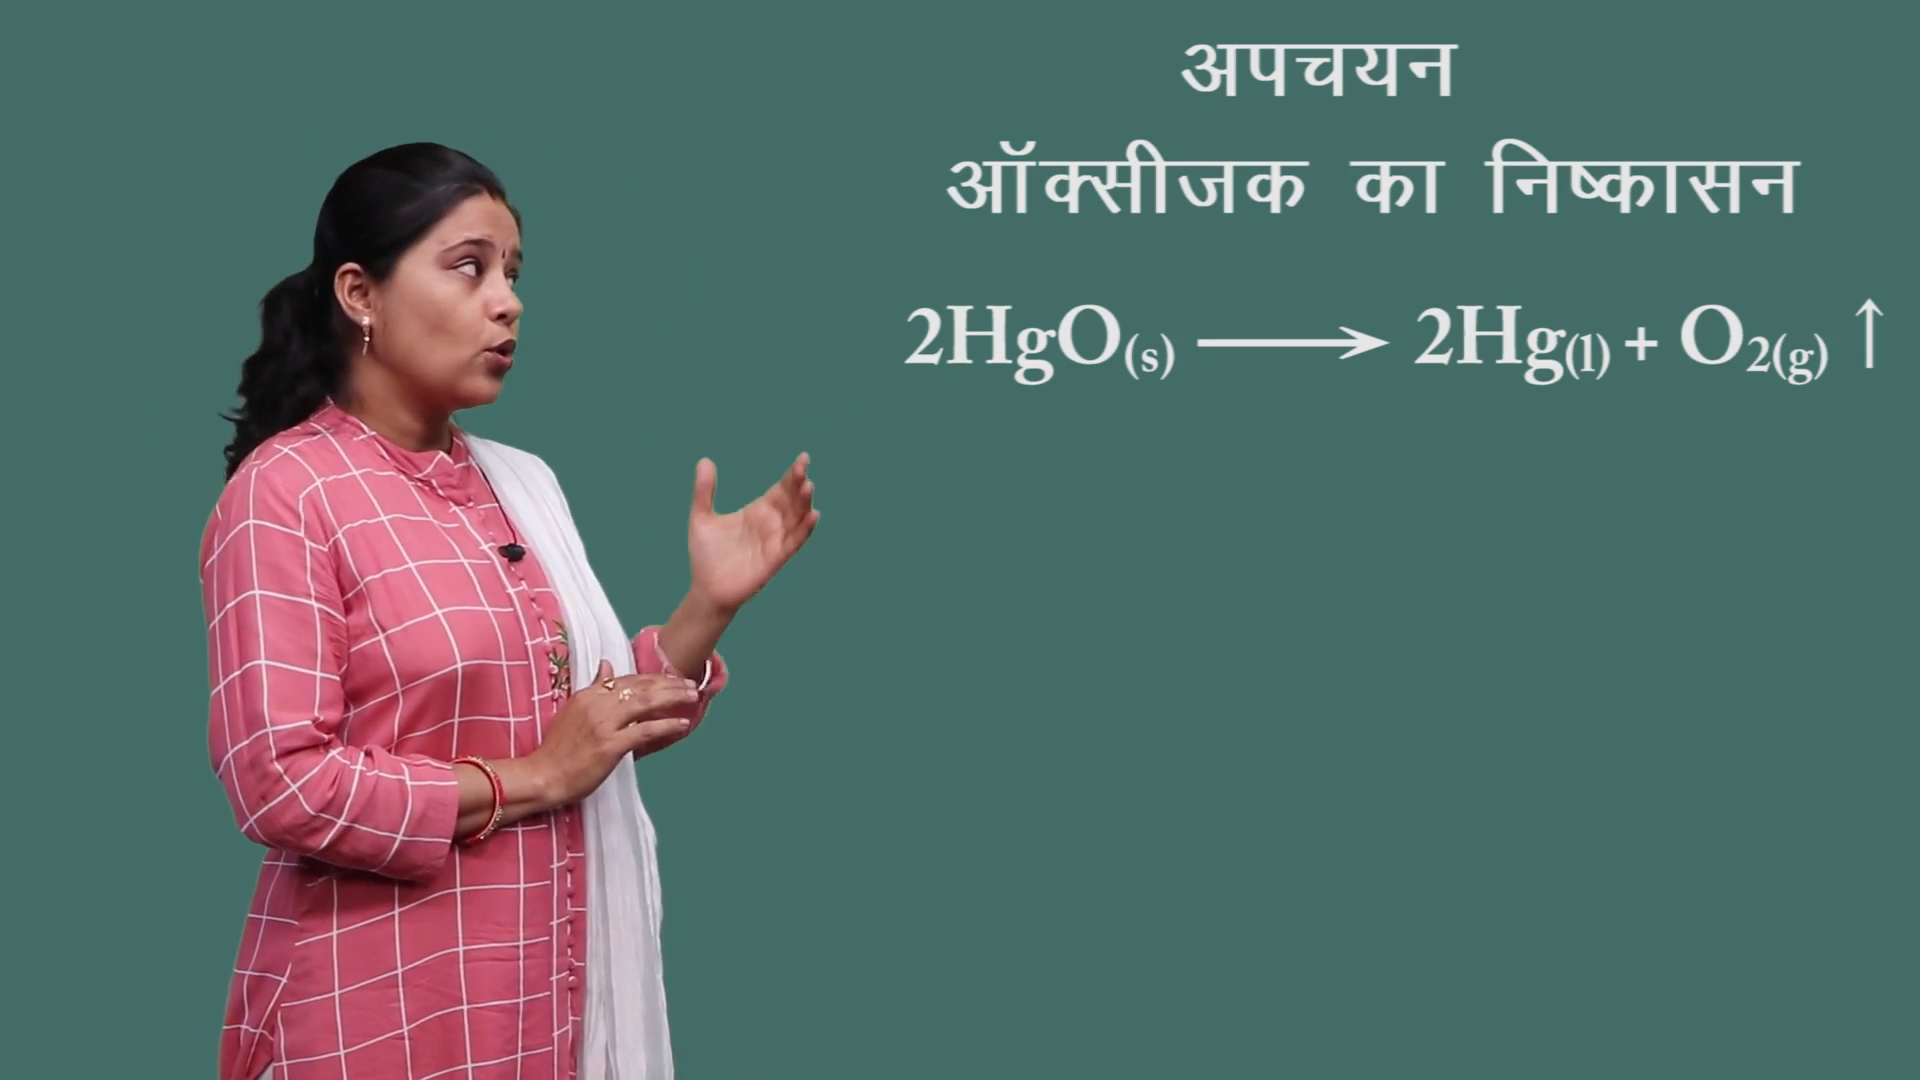 अपचयन
ऑक्सीजक का निष्कासन
2HgO(s) ⟶ 2Hg(l) + O2(g) ↑